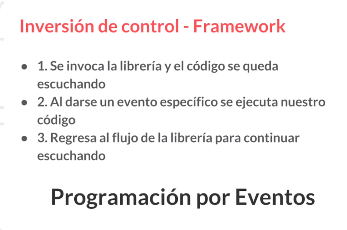 Inversión de control - Framework
● 1. Se invoca la librería y el código se queda
escuchando
● 2. Al darse un evento específico se ejecuta nuestro
código
● 3. Regresa al flujo de la librería para continuar
escuchando
Programación por Eventos